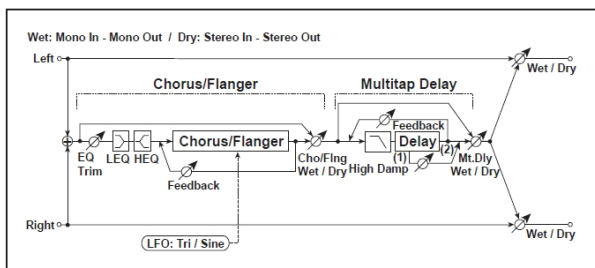 Wet: Mono In - Mono Out / Dry: Stereo In - Stereo Out
Left
Wet / Dry
Chorus/Flanger
Multitap Delay
Feedback
EQ Trim
LEQ HEQ
Chorus/Flanger
Cho/Flng Wet / Dry
High Damp
Delay
(1)
(2)
Mt.Dly Wet / Dry
Feedback
Right
LFO: Tri / Sine
Wet / Dry